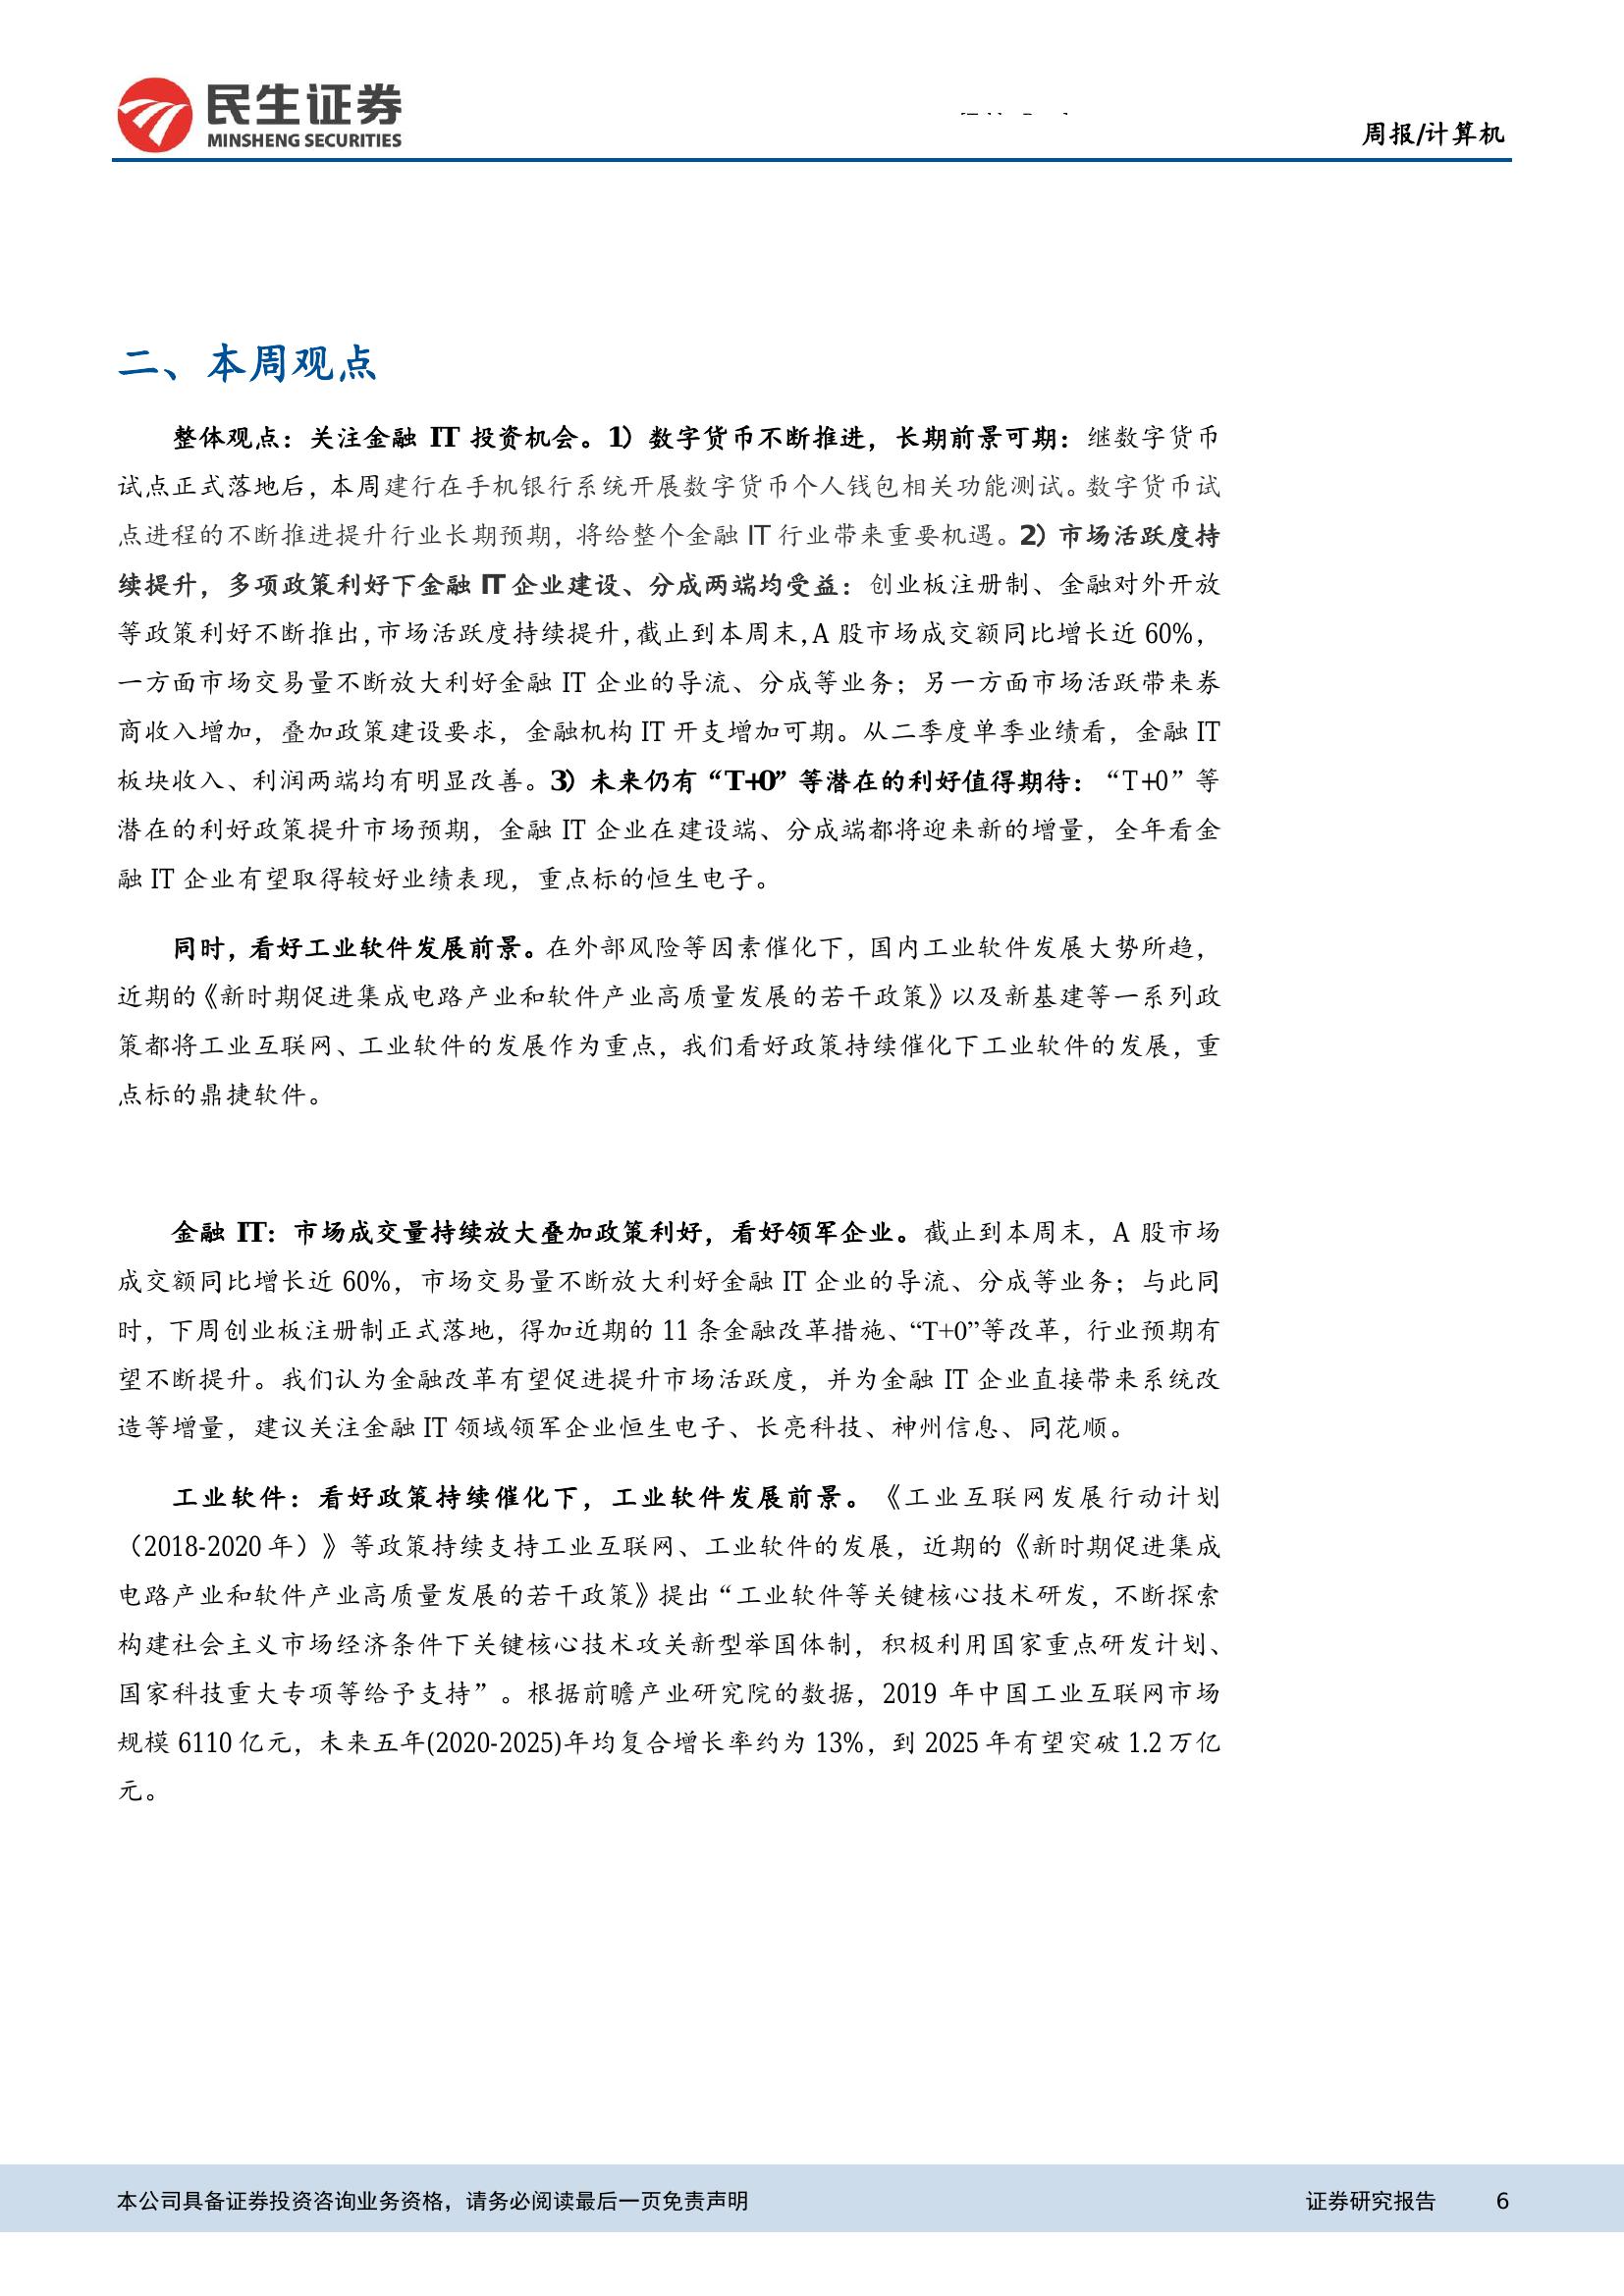 民生证券
MINSHENG SECURITIES
周报/计算机
二、本周观点
整体观点：关注金融 IT 投资机会。1）数字货币不断推进，长期前景可期：继数字货币
试点正式落地后，本周建行在手机银行系统开展数字货币个人钱包相关功能测试。数字货币试
点进程的不断推进提升行业长期预期，将给整个金融 IT 行业带来重要机遇。2）市场活跃度持
续提升，多项政策利好下金融 IT 企业建设、分成两端均受益：创业板注册制、金融对外开放
等政策利好不断推出，市场活跃度持续提升，截止到本周末，A 股市场成交额同比增长近 60%，
一方面市场交易量不断放大利好金融 IT 企业的导流、分成等业务；另一方面市场活跃带来券
商收入增加，叠加政策建设要求，金融机构 IT 开支增加可期。从二季度单季业绩看，金融 IT
板块收入、利润两端均有明显改善。3）未来仍有“T+0”等潜在的利好值得期待：“T+0”等
潜在的利好政策提升市场预期，金融 IT 企业在建设端、分成端都将迎来新的增量，全年看金
融 IT 企业有望取得较好业绩表现，重点标的恒生电子。
同时，看好工业软件发展前景。在外部风险等因素催化下，国内工业软件发展大势所趋，
近期的《新时期促进集成电路产业和软件产业高质量发展的若干政策》以及新基建等一系列政
策都将工业互联网、工业软件的发展作为重点，我们看好政策持续催化下工业软件的发展，重
点标的鼎捷软件。
金融 IT：市场成交量持续放大叠加政策利好，看好领军企业。截止到本周末，A 股市场
成交额同比增长近 60%，市场交易量不断放大利好金融 IT 企业的导流、分成等业务；与此同
时，下周创业板注册制正式落地，得加近期的 11 条金融改革措施、“T+0”等改革，行业预期有
望不断提升。我们认为金融改革有望促进提升市场活跃度，并为金融 IT 企业直接带来系统改
造等增量，建议关注金融 IT 领域领军企业恒生电子、长亮科技、神州信息、同花顺。
工业软件：看好政策持续催化下，工业软件发展前景。《工业互联网发展行动计划
（2018-2020 年）》等政策持续支持工业互联网、工业软件的发展，近期的《新时期促进集成
电路产业和软件产业高质量发展的若干政策》提出“工业软件等关键核心技术研发，不断探索
构建社会主义市场经济条件下关键核心技术攻关新型举国体制，积极利用国家重点研发计划、
国家科技重大专项等给予支持”。根据前瞻产业研究院的数据，2019 年中国工业互联网市场
规模 6110 亿元，未来五年(2020-2025)年均复合增长率约为 13%，到 2025 年有望突破 1.2 万亿
元。
本公司具备证券投资咨询业务资格，请务必阅读最后一页免责声明 证券研究报告 6